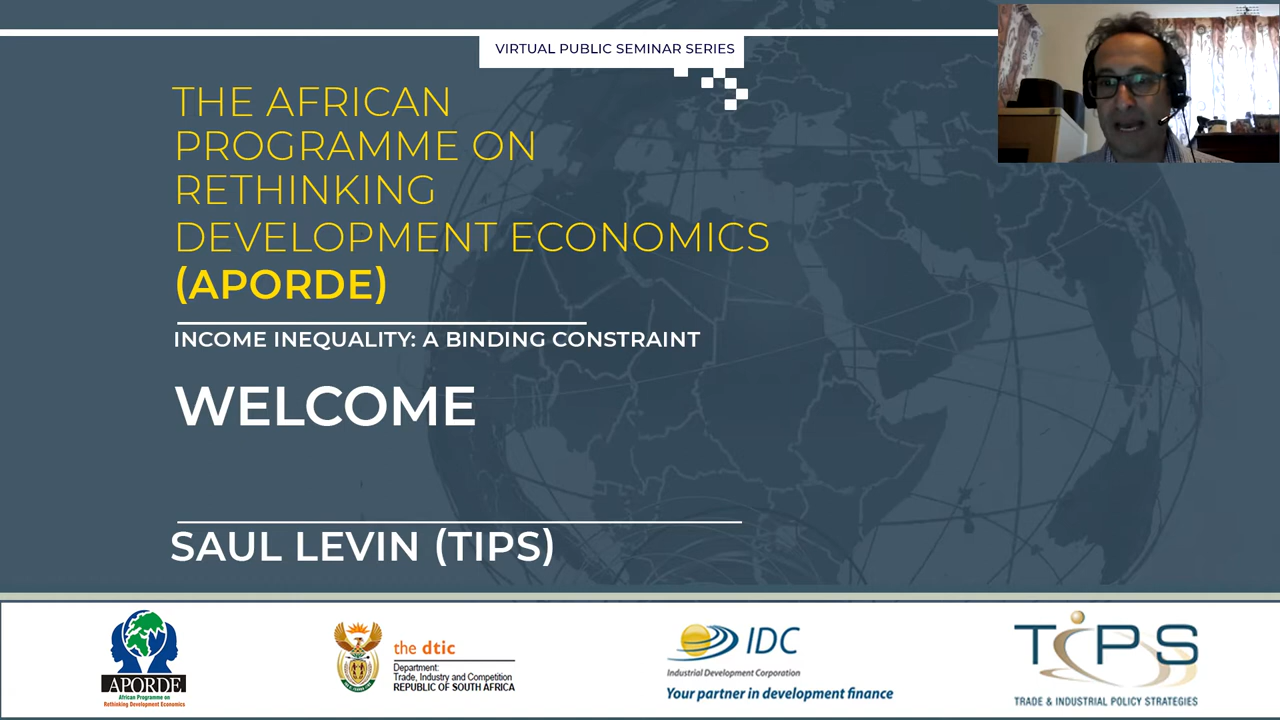 VIRTUAL PUBLIC SEMINAR SERIES
THE AFRICAN
PROGRAMME ON
RETHINKING
DEVELOPMENT ECONOMICS
(APORDE)
INCOME INEQUALITY: A BINDING CONSTRAINT
WELCOME
SAUL LEVIN (TIPS)
APORDE
African Programme on
Rethinking Development Economics
the dtic
Department:
Trade, Industry and Competition
REPUBLIC OF SOUTH AFRICA
IDC
Industrial Development Corporation
Your partner in development finance
TiPS
TRADE & INDUSTRIAL POLICY STRATEGIES